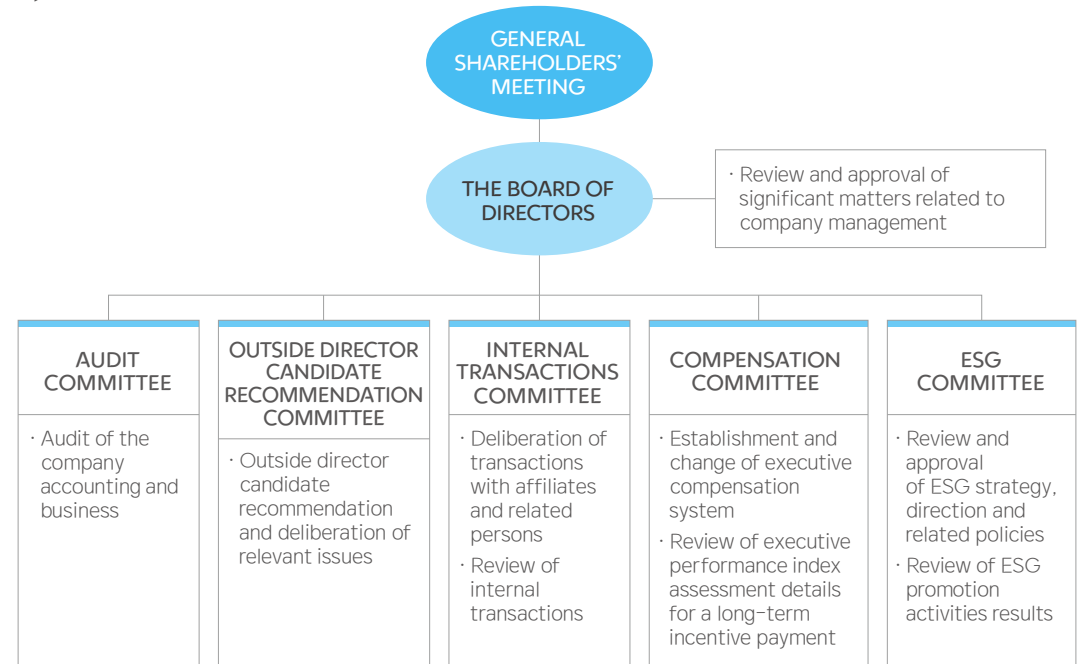 GENERAL
SHAREHOLDERS'
MEETING
THE BOARD OF
DIRECTORS
· Review and approval of
significant matters related to
company management
AUDIT
COMMITTEE
· Audit of the
company
accounting and
business
OUTSIDE DIRECTOR
CANDIDATE
RECOMMENDATION
COMMITTEE
· Outside director
candidate
recommendation
and deliberation of
relevant issues
INTERNAL
TRANSACTIONS
COMMITTEE
· Deliberation of
transactions
with affiliates
and related
persons
· Review of
internal
transactions
COMPENSATION
COMMITTEE
· Establishment and
change of executive
compensation
system
· Review of executive
performance index
assessment details
for a long-term
incentive payment
ESG
COMMITTEE
· Review and
approval
of ESG strategy,
direction and
related policies
· Review of ESG
promotion
activities results